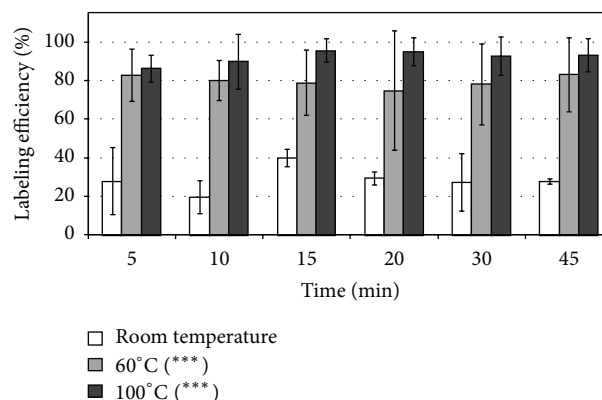 Labeling efficiency (%)
100
80
60
40
20
0
5 10 15 20 30 45
Time (min)
Room temperature
60°C (***)
100°C (***)